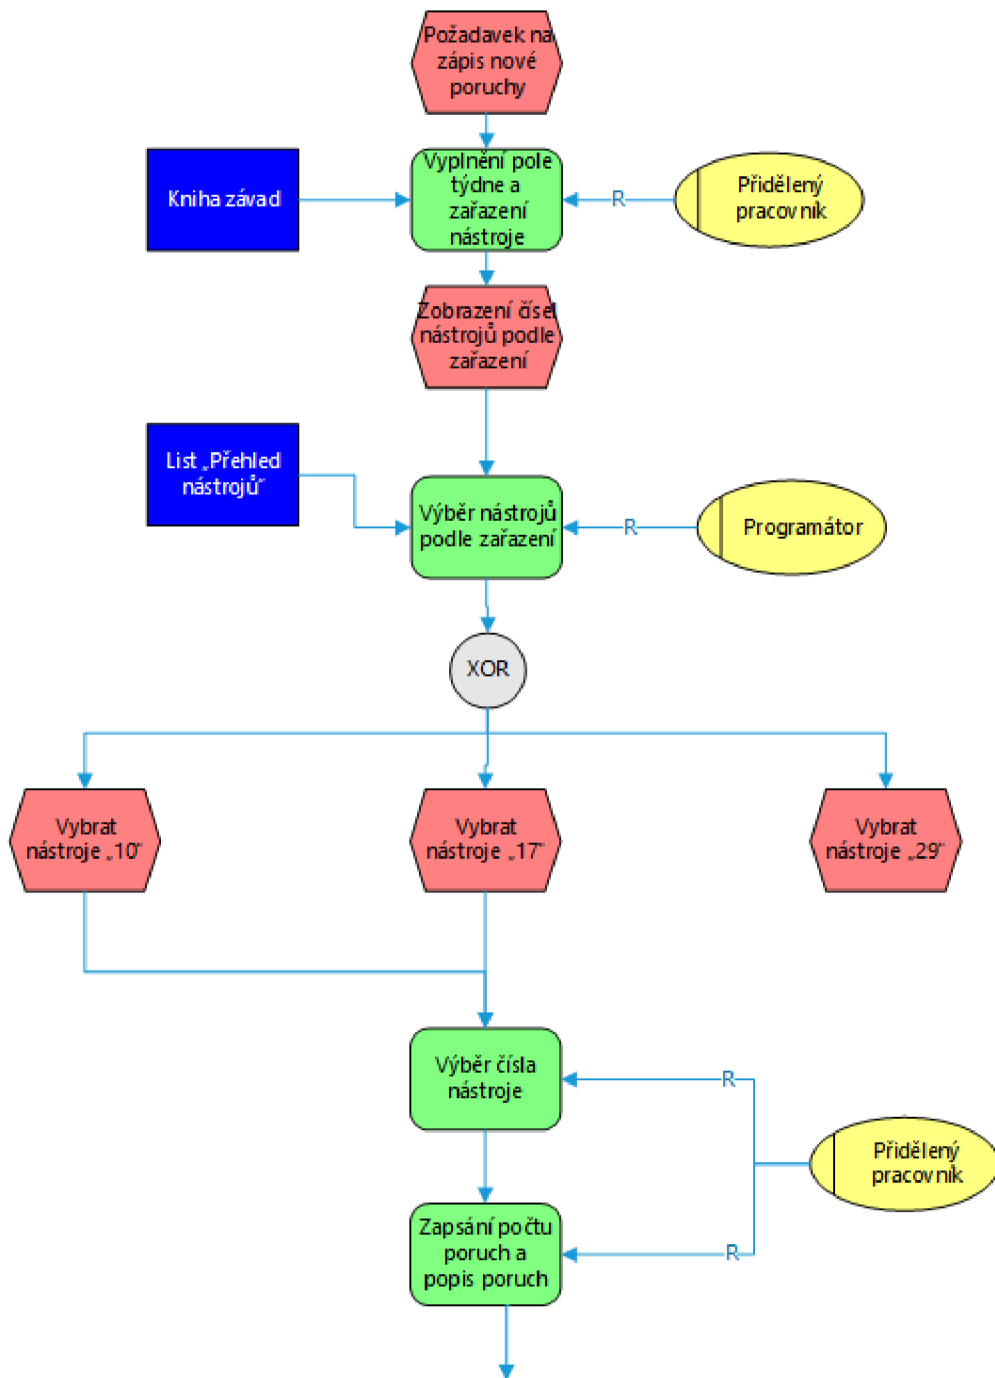 Požadavek na
zápis nové
poruchy
Kniha závad
Vyplnění pole
týdne a
zařazení
nástroje
R
Přidělený
pracovník
Zobrazení čísel
nástrojů podle
zařazení
List „Přehled
nástrojů“
Výběr nástrojů
podle zařazení
R
Programátor
XOR
Vybrat
nástroje „10“
Vybrat
nástroje „17“
Vybrat
nástroje „29“
Výběr čísla
nástroje
R
Přidělený
pracovník
Zapsání počtu
poruch a
popis poruch
R